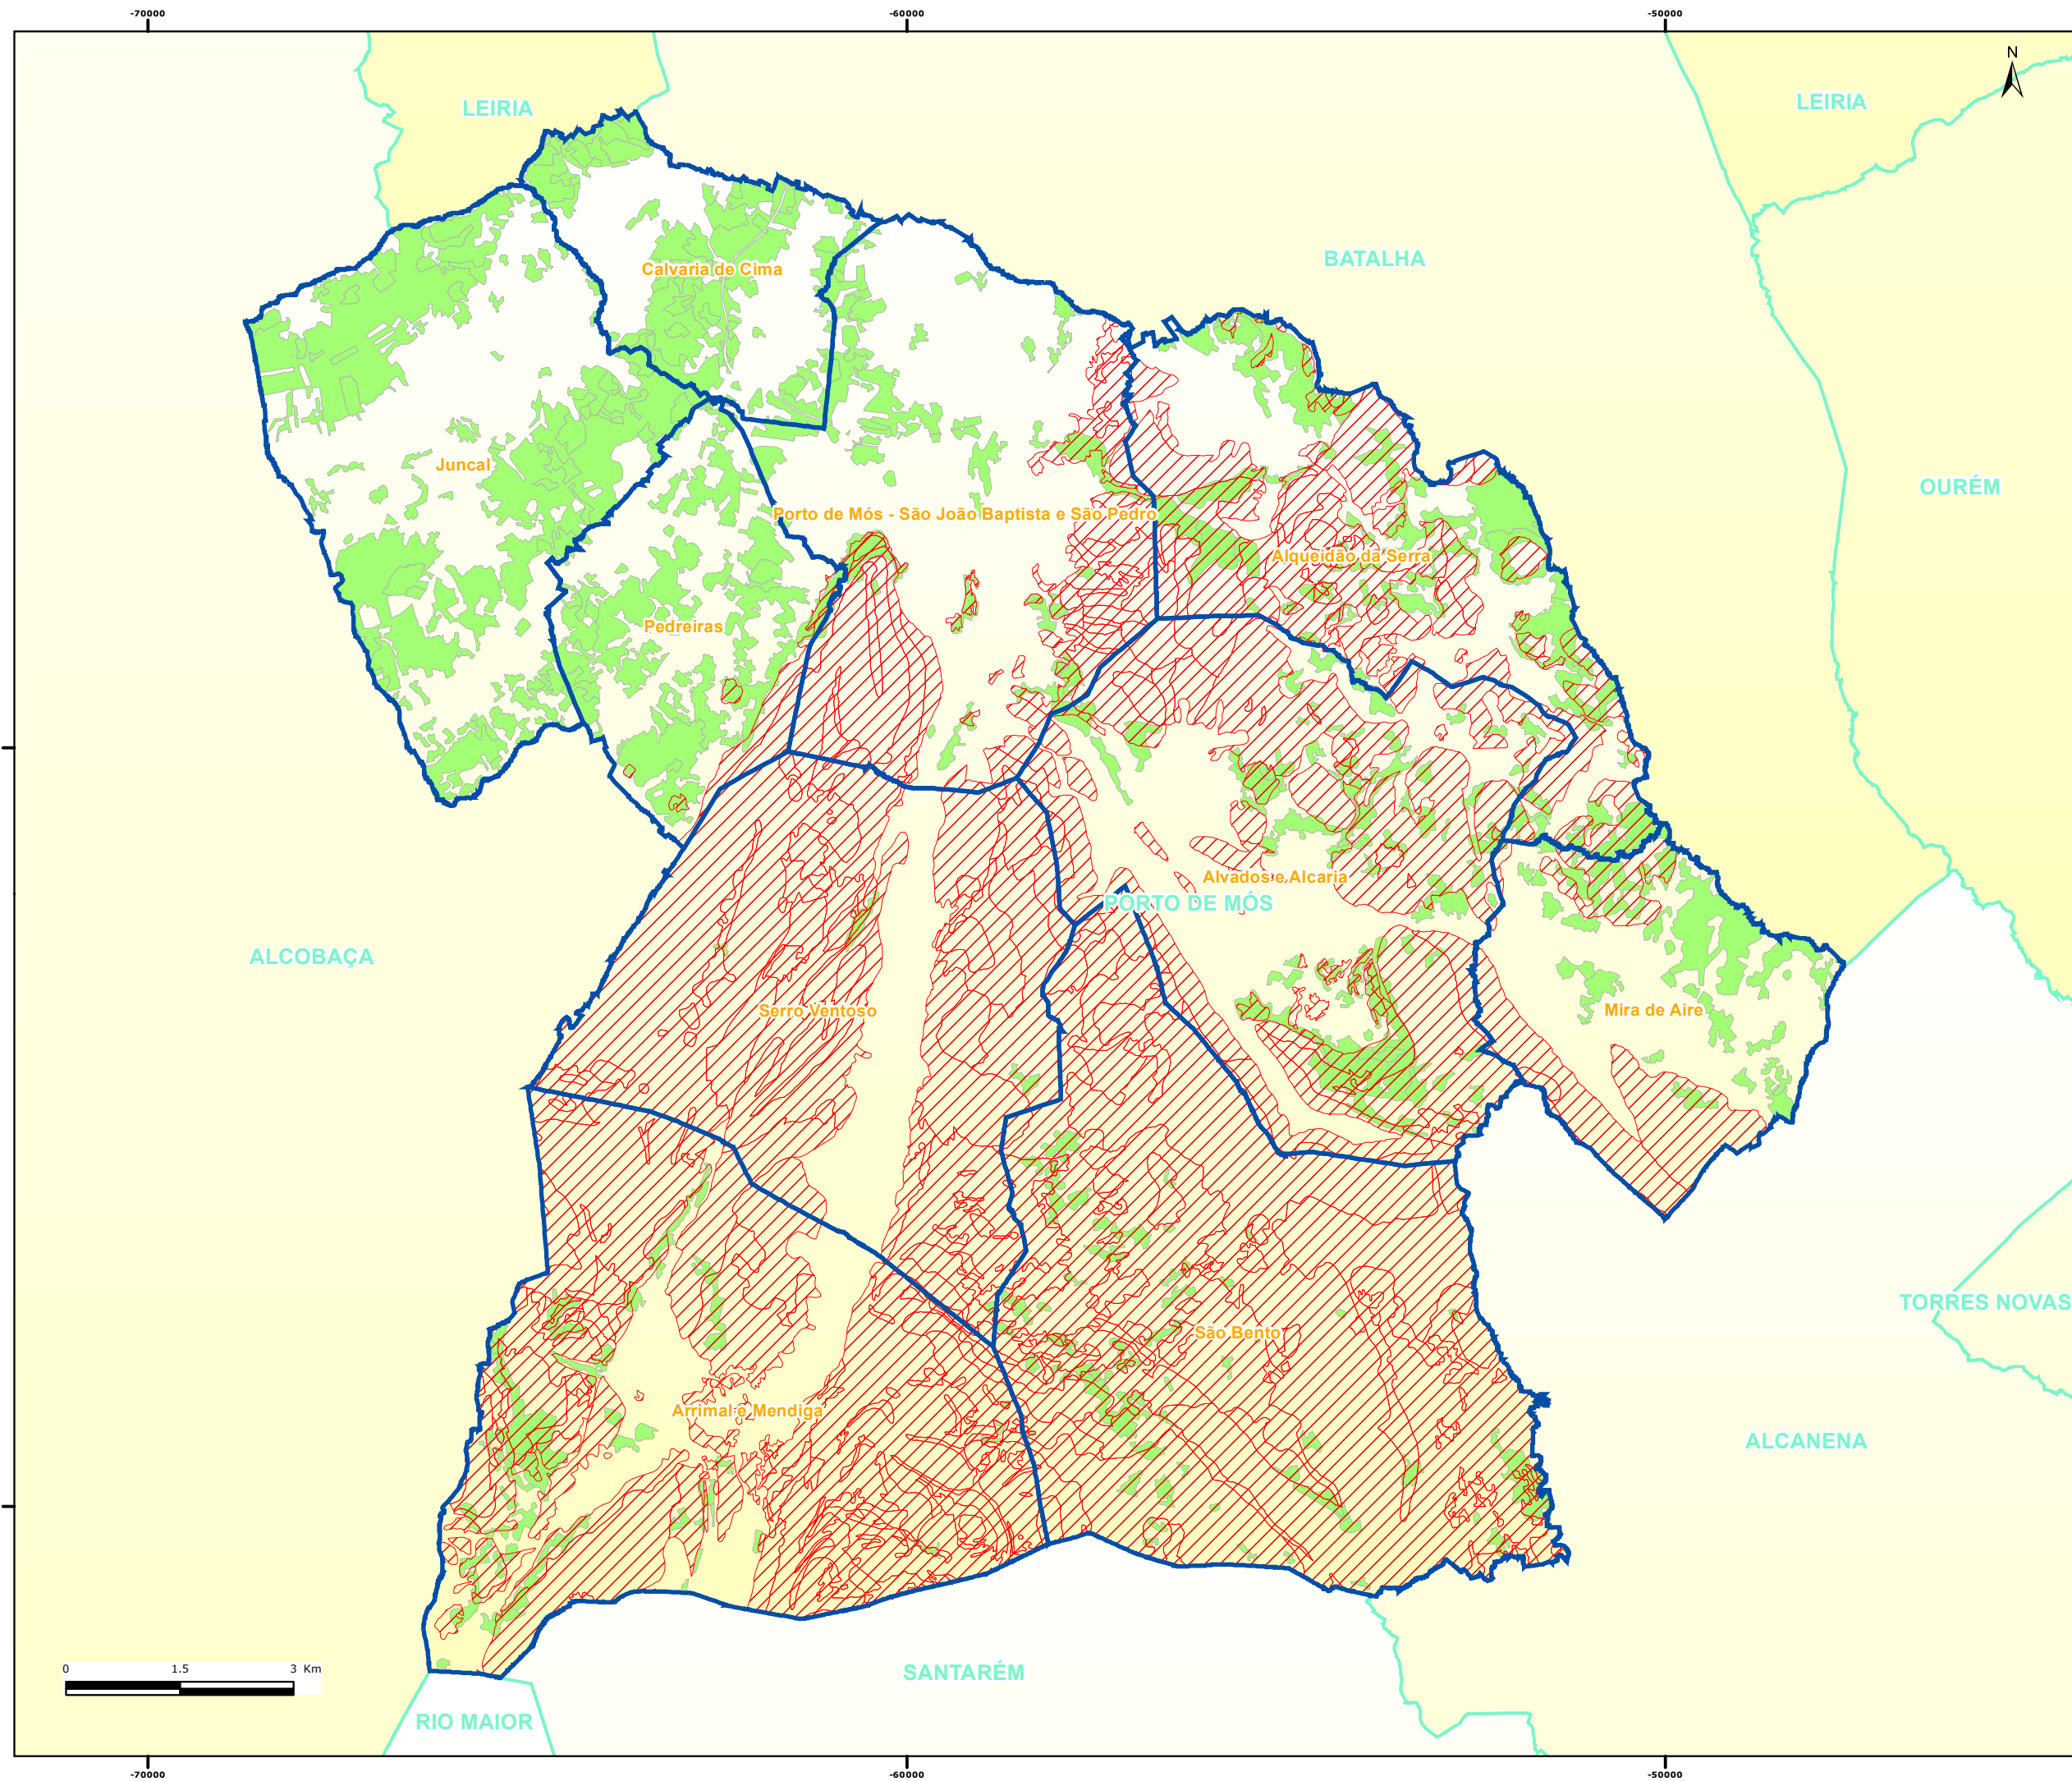 -70000 -60000 -50000
N
LEIRIA
LEIRIA
BATALHA
Calvaria de Cima
Juncal
OURÉM
Porto de Mós - São João Baptista e São Pedro
Alqueidão da Serra
Pedreiras
Alvados e Alcaria
PORTO DE MÓS
ALCOBAÇA
Serro Ventoso
Mira de Aire
TORRES NOVAS
São Bento
Arrimal e Mendiga
ALCANENA
0 1.5 3 Km
SANTARÉM
RIO MAIOR
-70000 -60000 -50000